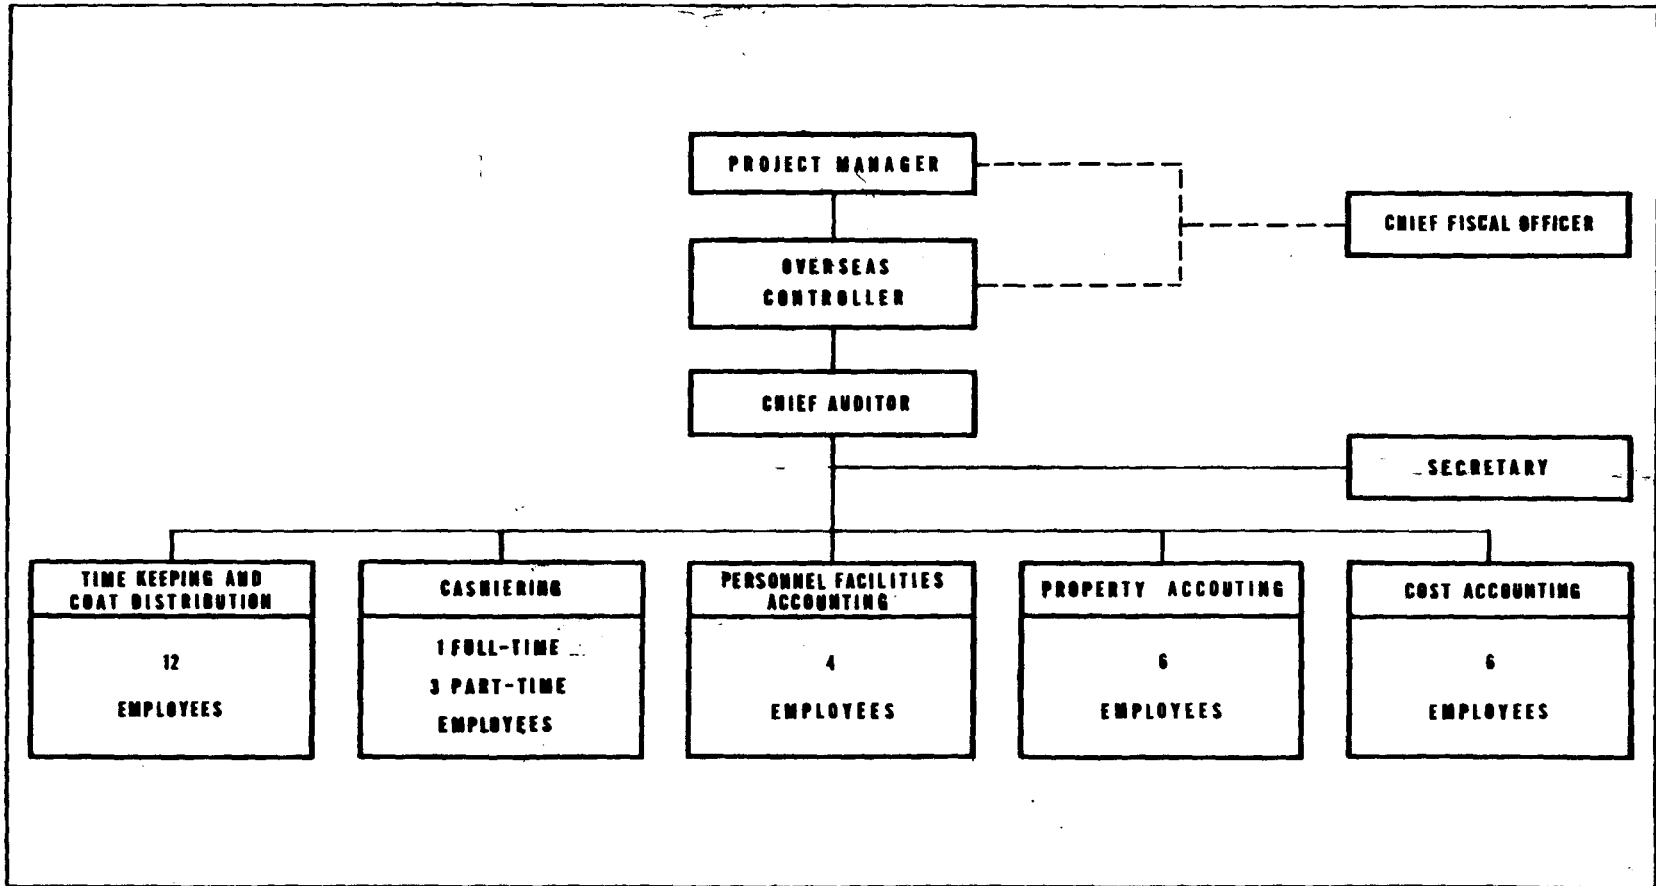 PROJECT MANAGER
CHIEF FISCAL OFFICER
OVERSEAS
CONTROLLER
CHIEF AUDITOR
SECRETARY
TIME KEEPING AND
COAT DISTRIBUTION
12
EMPLOYEES
CASHIERING
1 FULL-TIME
3 PART-TIME
EMPLOYEES
PERSONNEL FACILITIES
ACCOUNTING
4
EMPLOYEES
PROPERTY ACCOUTING
6
EMPLOYEES
COST ACCOUNTING
6
EMPLOYEES